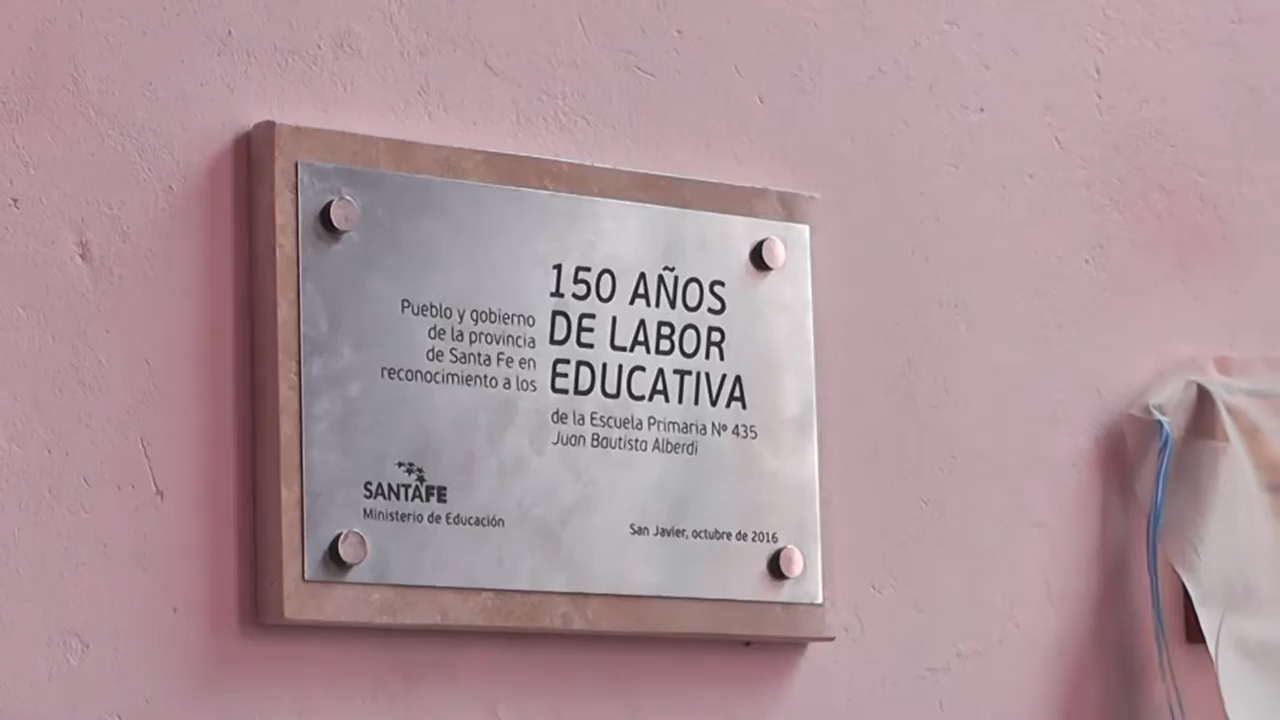 Pueblo y gobierno
de la provincia
de Santa Fe en
reconocimiento a los
150 AÑOS
DE LABOR
EDUCATIVA
de la Escuela Primaria Nº 435
Juan Bautista Alberdi
SANTAFE
Ministerio de Educación
San Javier, octubre de 2016